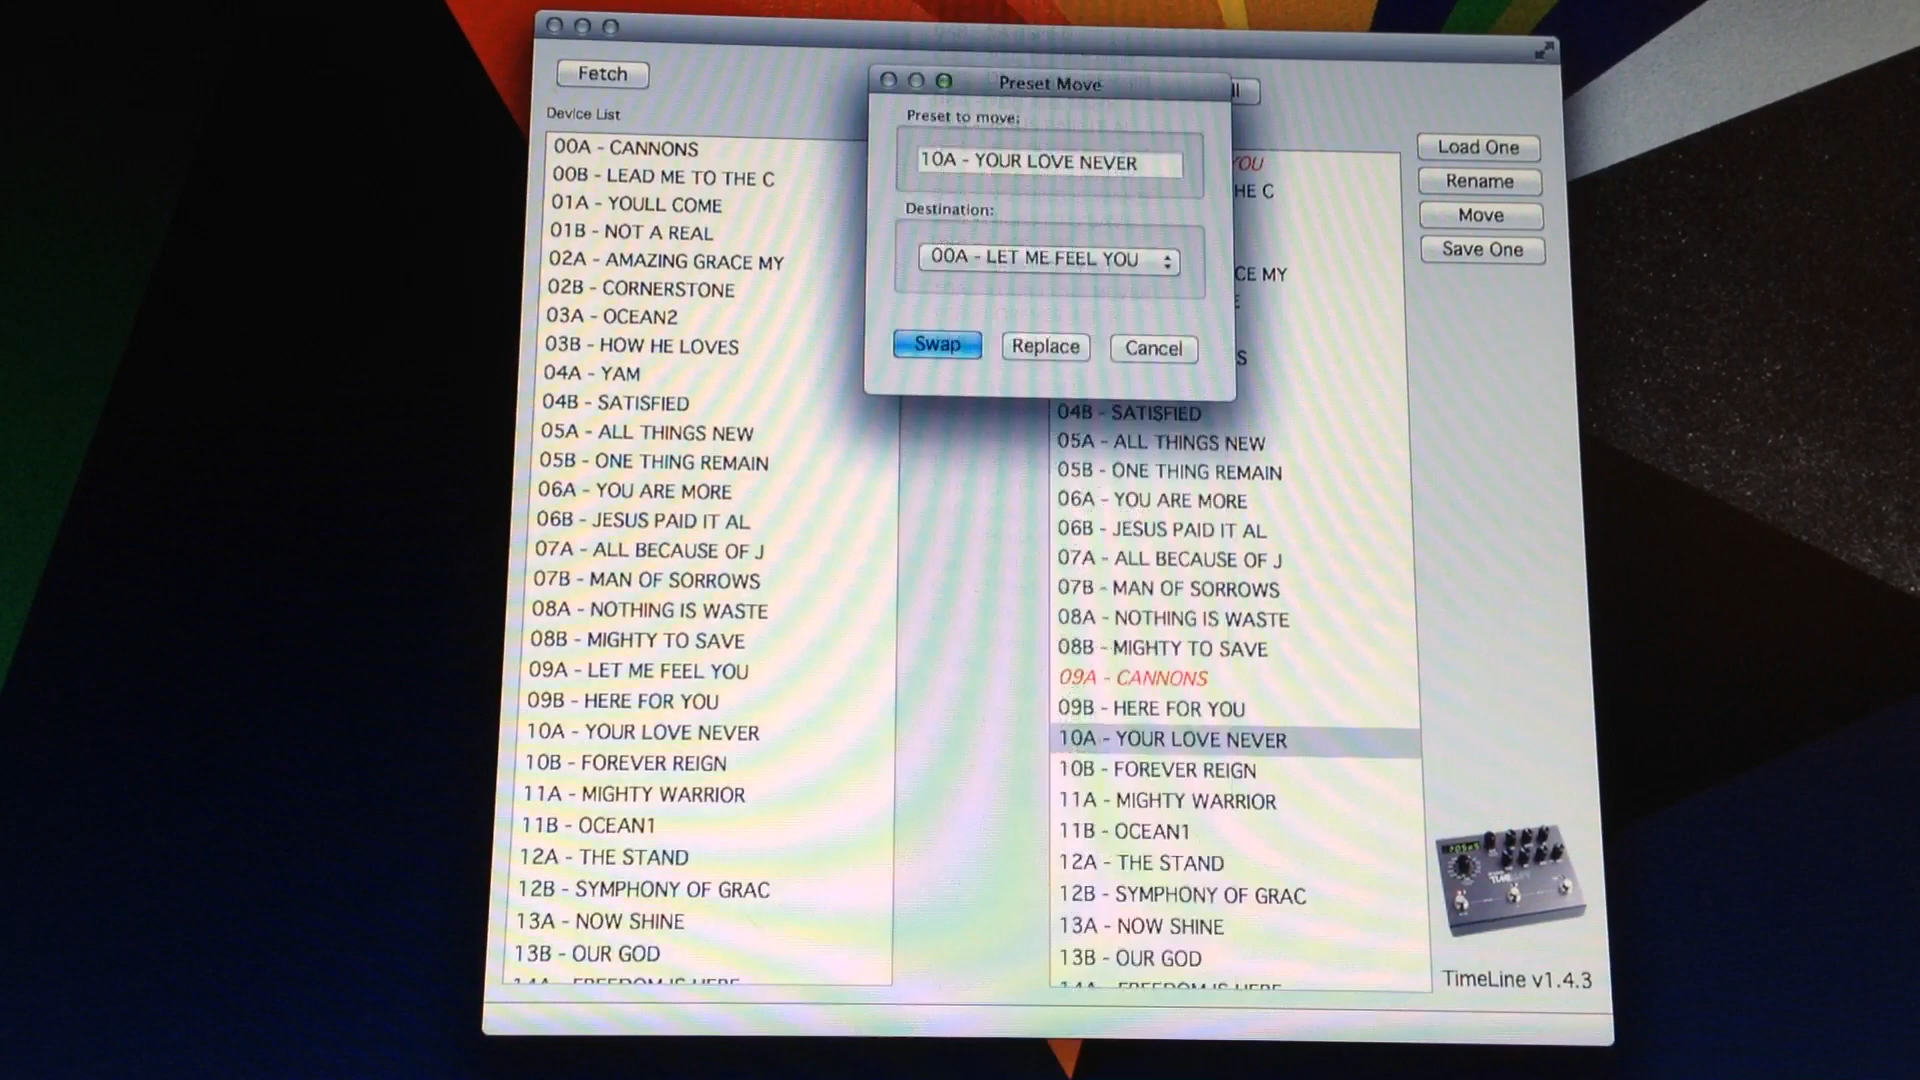 Fetch
Device List
00A - CANNONS
00B - LEAD ME TO THE C
01A - YOULL COME
01B - NOT A REAL
02A - AMAZING GRACE MY
02B - CORNERSTONE
03A - OCEAN2
03B - HOW HE LOVES
04A - YAM
04B - SATISFIED
05A - ALL THINGS NEW
05B - ONE THING REMAIN
06A - YOU ARE MORE
06B - JESUS PAID IT AL
07A - ALL BECAUSE OF J
07B - MAN OF SORROWS
08A - NOTHING IS WASTE
08B - MIGHTY TO SAVE
09A - LET ME FEEL YOU
09B - HERE FOR YOU
10A - YOUR LOVE NEVER
10B - FOREVER REIGN
11A - MIGHTY WARRIOR
11B - OCEAN1
12A - THE STAND
12B - SYMPHONY OF GRAC
13A - NOW SHINE
13B - OUR GOD
14A - FREEDOM IS HERE
Preset Move
Preset to move:
10A - YOUR LOVE NEVER
Destination:
00A - LET ME FEEL YOU
Swap
Replace
Cancel
YOU
HE C
CE MY
E
S
04B - SATISFIED
05A - ALL THINGS NEW
05B - ONE THING REMAIN
06A - YOU ARE MORE
06B - JESUS PAID IT AL
07A - ALL BECAUSE OF J
07B - MAN OF SORROWS
08A - NOTHING IS WASTE
08B - MIGHTY TO SAVE
09A - CANNONS
09B - HERE FOR YOU
10A - YOUR LOVE NEVER
10B - FOREVER REIGN
11A - MIGHTY WARRIOR
11B - OCEAN1
12A - THE STAND
12B - SYMPHONY OF GRAC
13A - NOW SHINE
13B - OUR GOD
14A - FREEDOM IS HERE
Load One
Rename
Move
Save One
TimeLine v1.4.3